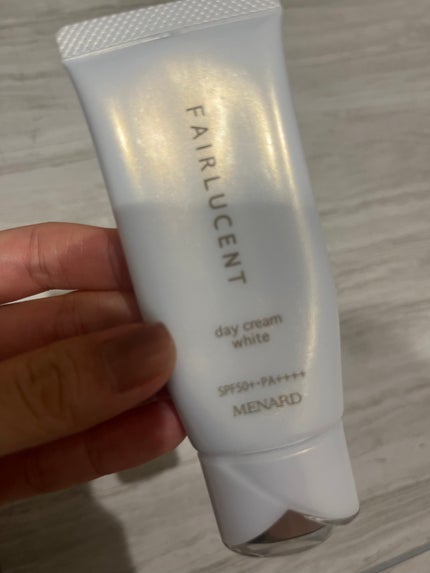 FAIRLUCENT
day cream
white
SPF50+·PA++++
MENARD